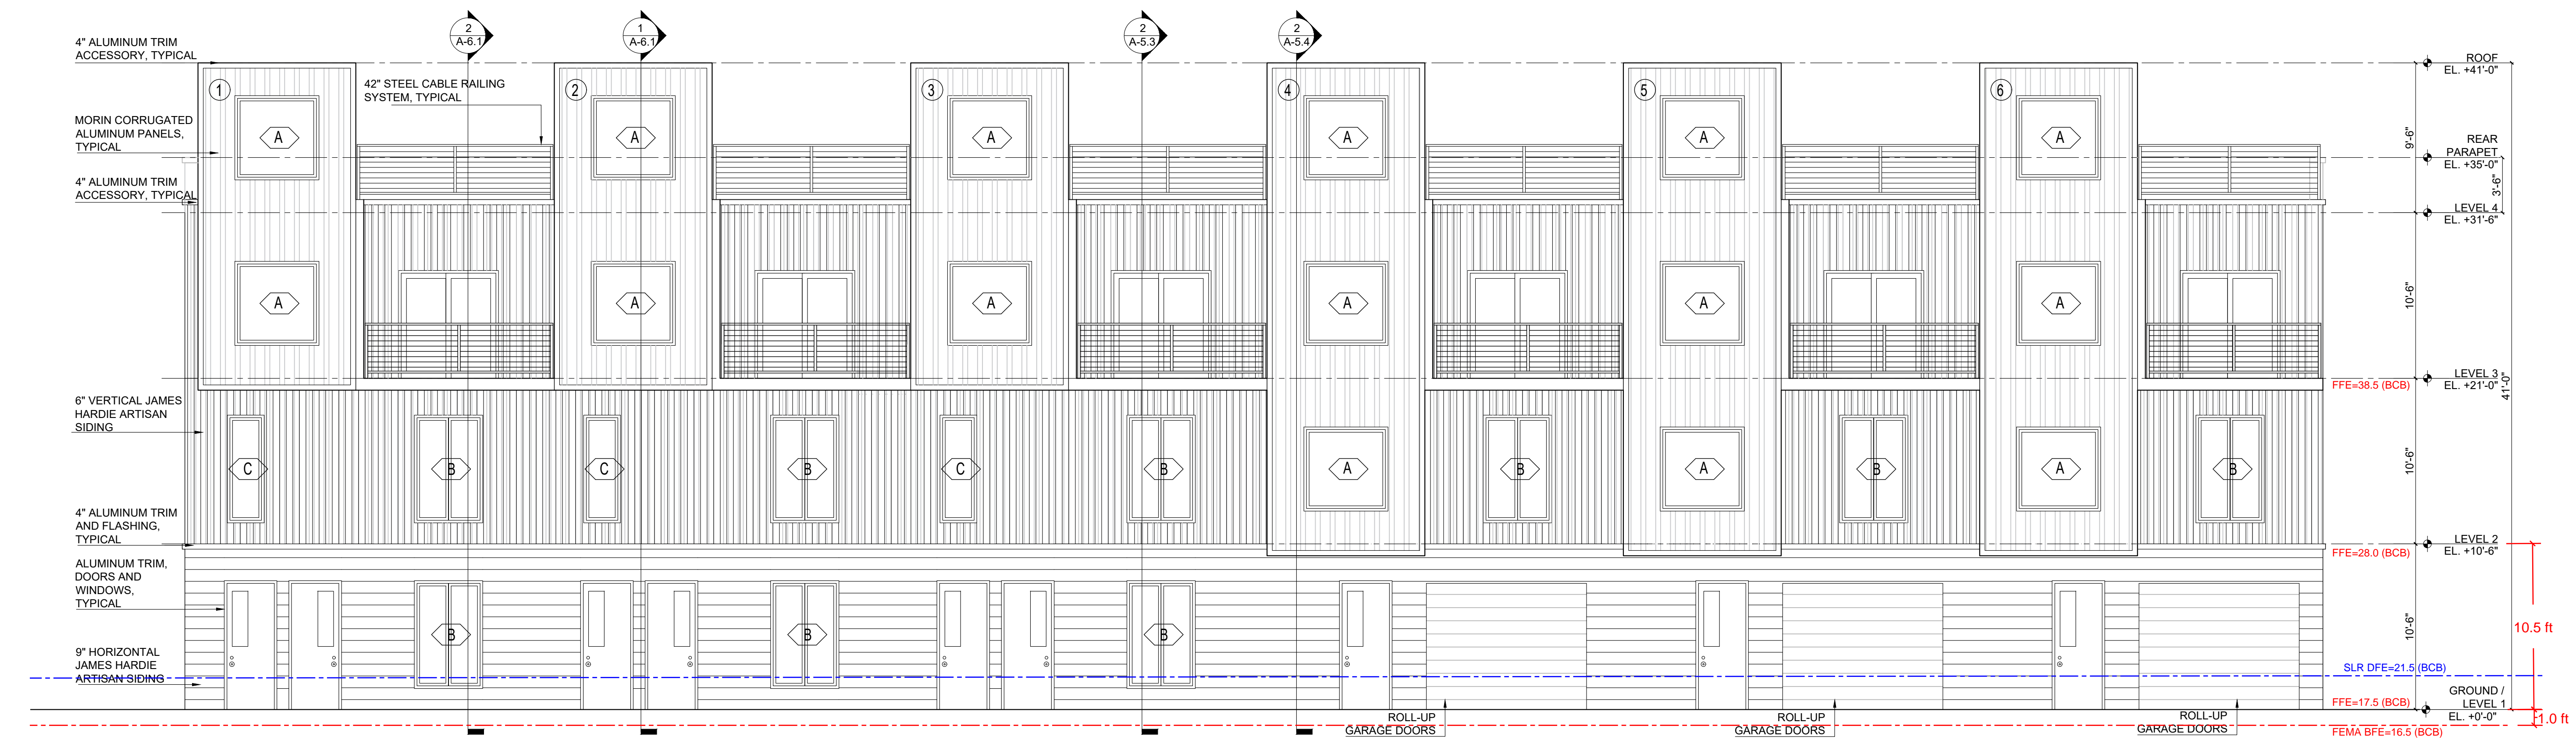 2
A-6.1
1
A-6.1
2
A-5.3
2
A-5.4
4" ALUMINUM TRIM
ACCESSORY, TYPICAL
42" STEEL CABLE RAILING
SYSTEM, TYPICAL
MORIN CORRUGATED
ALUMINUM PANELS,
TYPICAL
4" ALUMINUM TRIM
ACCESSORY, TYPICAL
6" VERTICAL JAMES
HARDIE ARTISAN
SIDING
4" ALUMINUM TRIM
AND FLASHING,
TYPICAL
ALUMINUM TRIM,
DOORS AND
WINDOWS,
TYPICAL
9" HORIZONTAL
JAMES HARDIE
ARTISAN SIDING
1
2
3
4
5
6
A
A
A
A
A
A
A
A
A
A
A
A
C
B
C
B
C
B
A
B
A
B
A
B
B
B
B
ROLL-UP
GARAGE DOORS
ROLL-UP
GARAGE DOORS
ROLL-UP
GARAGE DOORS
ROOF
EL. +41'-0"
9'-6"
REAR
PARAPET
EL. +35'-0"
3'-6"
LEVEL 4
EL. +31'-6"
10'-6"
LEVEL 3
EL. +21'-0"
41'-0"
FFE=38.5 (BCB)
10'-6"
LEVEL 2
EL. +10'-6"
FFE=28.0 (BCB)
10'-6"
10.5 ft
SLR DFE=21.5 (BCB)
GROUND /
LEVEL 1
EL. +0'-0"
FFE=17.5 (BCB)
1.0 ft
FEMA BFE=16.5 (BCB)